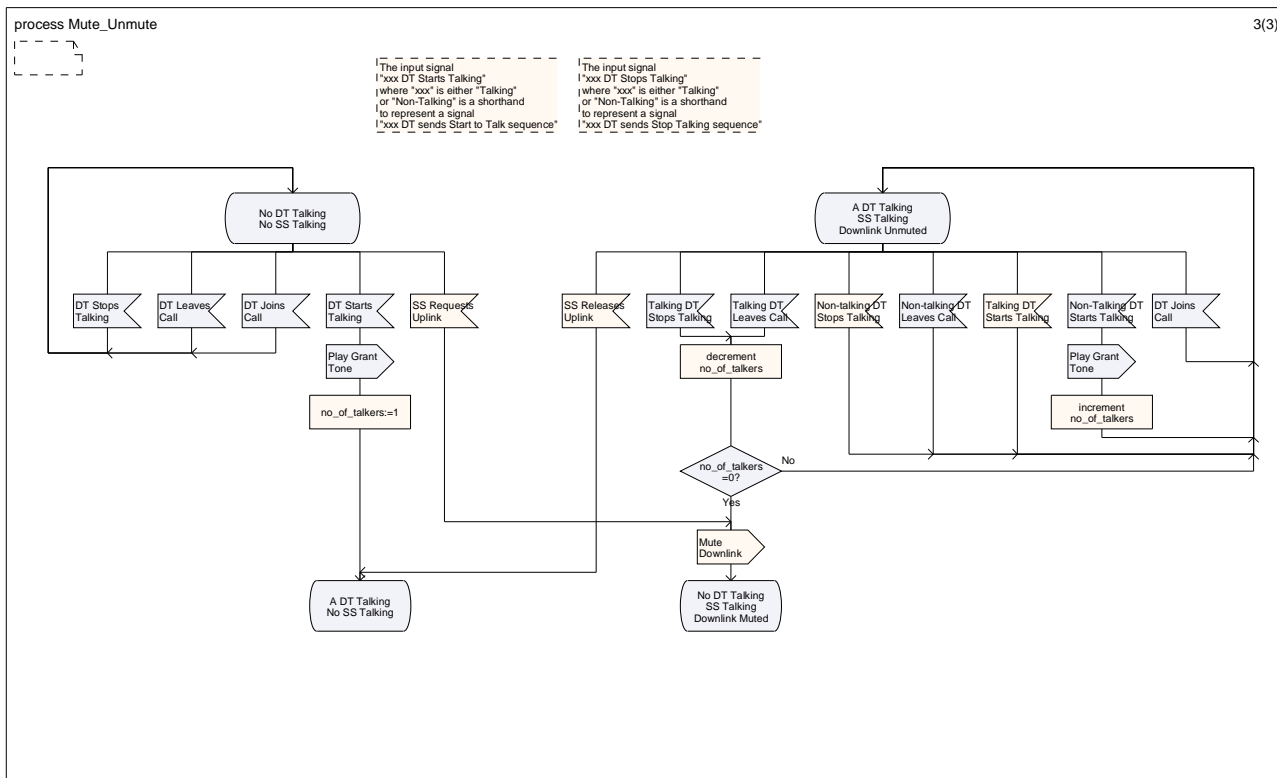 process Mute_Unmute
3(3)
The input signal
"xxx DT Starts Talking"
where "xxx" is either "Talking"
or "Non-Talking" is a shorthand
to represent a signal
"xxx DT sends Start to Talk sequence"
The input signal
"xxx DT Stops Talking"
where "xxx" is either "Talking"
or "Non-Talking" is a shorthand
to represent a signal
"xxx DT sends Stop Talking sequence"
No DT Talking
No SS Talking
A DT Talking
SS Talking
Downlink Unmuted
DT Stops
Talking
DT Leaves
Call
DT Joins
Call
DT Starts
Talking
SS Requests
Uplink
SS Releases
Uplink
Talking DT
Stops Talking
Talking DT
Leaves Call
Non-talking DT
Stops Talking
Non-talking DT
Leaves Call
Talking DT
Starts Talking
Non-Talking DT
Starts Talking
DT Joins
Call
Play Grant
Tone
decrement
no_of_talkers
Play Grant
Tone
no_of_talkers:=1
increment
no_of_talkers
no_of_talkers
=0?
No
Yes
Mute
Downlink
A DT Talking
No SS Talking
No DT Talking
SS Talking
Downlink Muted